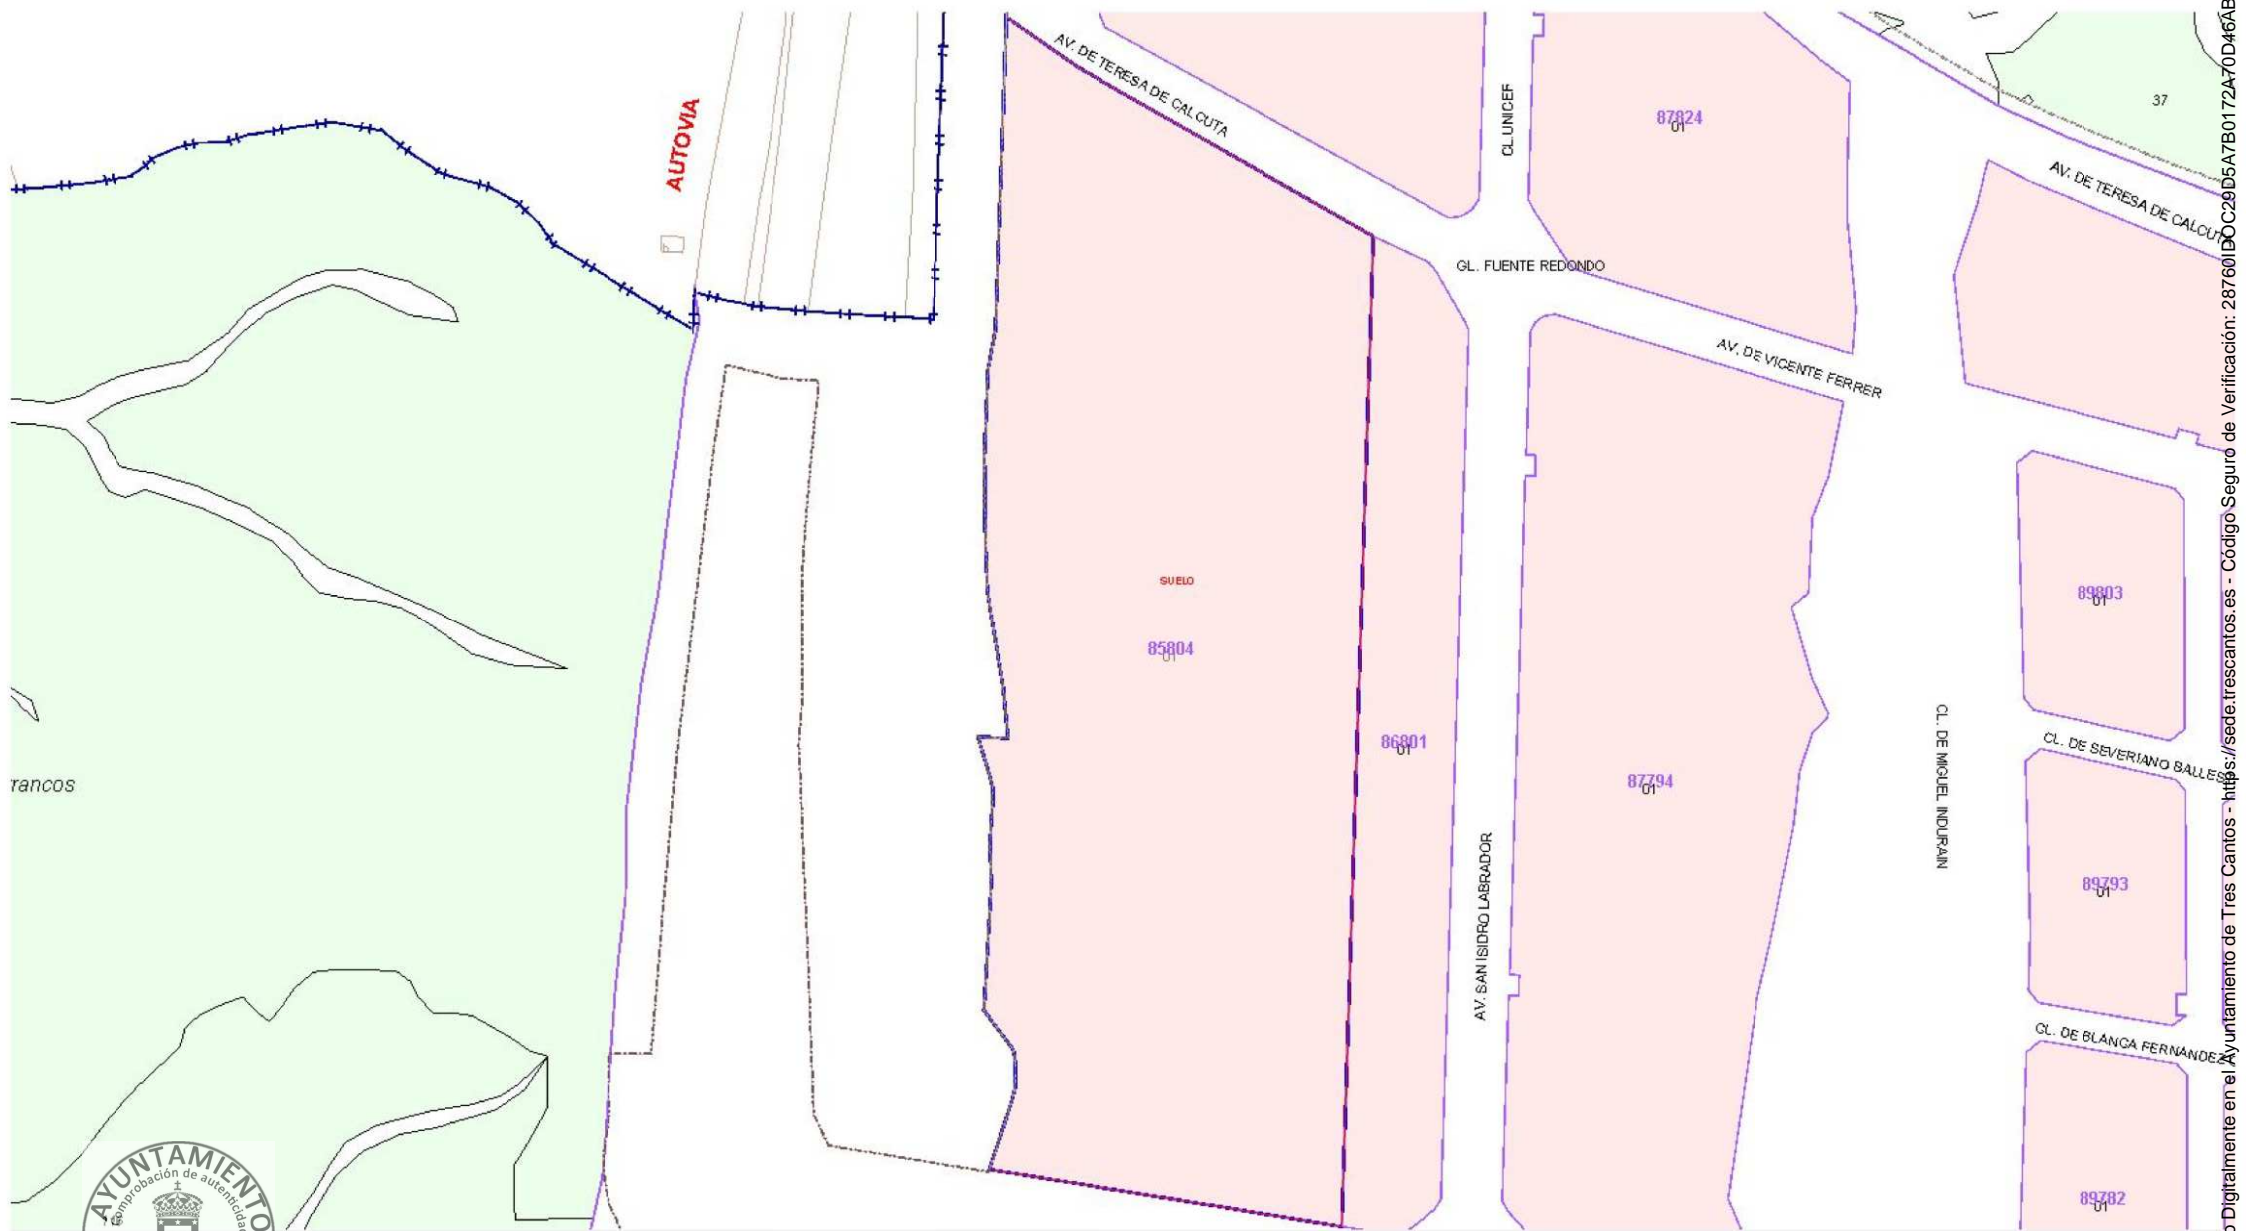 AV. DE TERESA DE CALCUTA
AUTOVIA
CL.UNICEF
87824
01
37
AV. DE TERESA DE CALCUTA
GL. FUENTE REDONDO
AV. DE VICENTE FERRER
SUELO
85804
01
86801
01
87794
01
AV. SAN ISIDRO LABRADOR
CL. DE MIGUEL INDURAIN
89803
01
CL. DE SEVERIANO BALLES
89793
01
CL. DE BLANCA FERNANDEZ
89782
01
rancos
AYUNTAMIENTO
Comprobación de autenticidad
Digitalmente en el Ayuntamiento de Tres Cantos - https://sede.trescantos.es - Código Seguro de Verificación: 28760IDOC29D5A7B0172A70D46AB